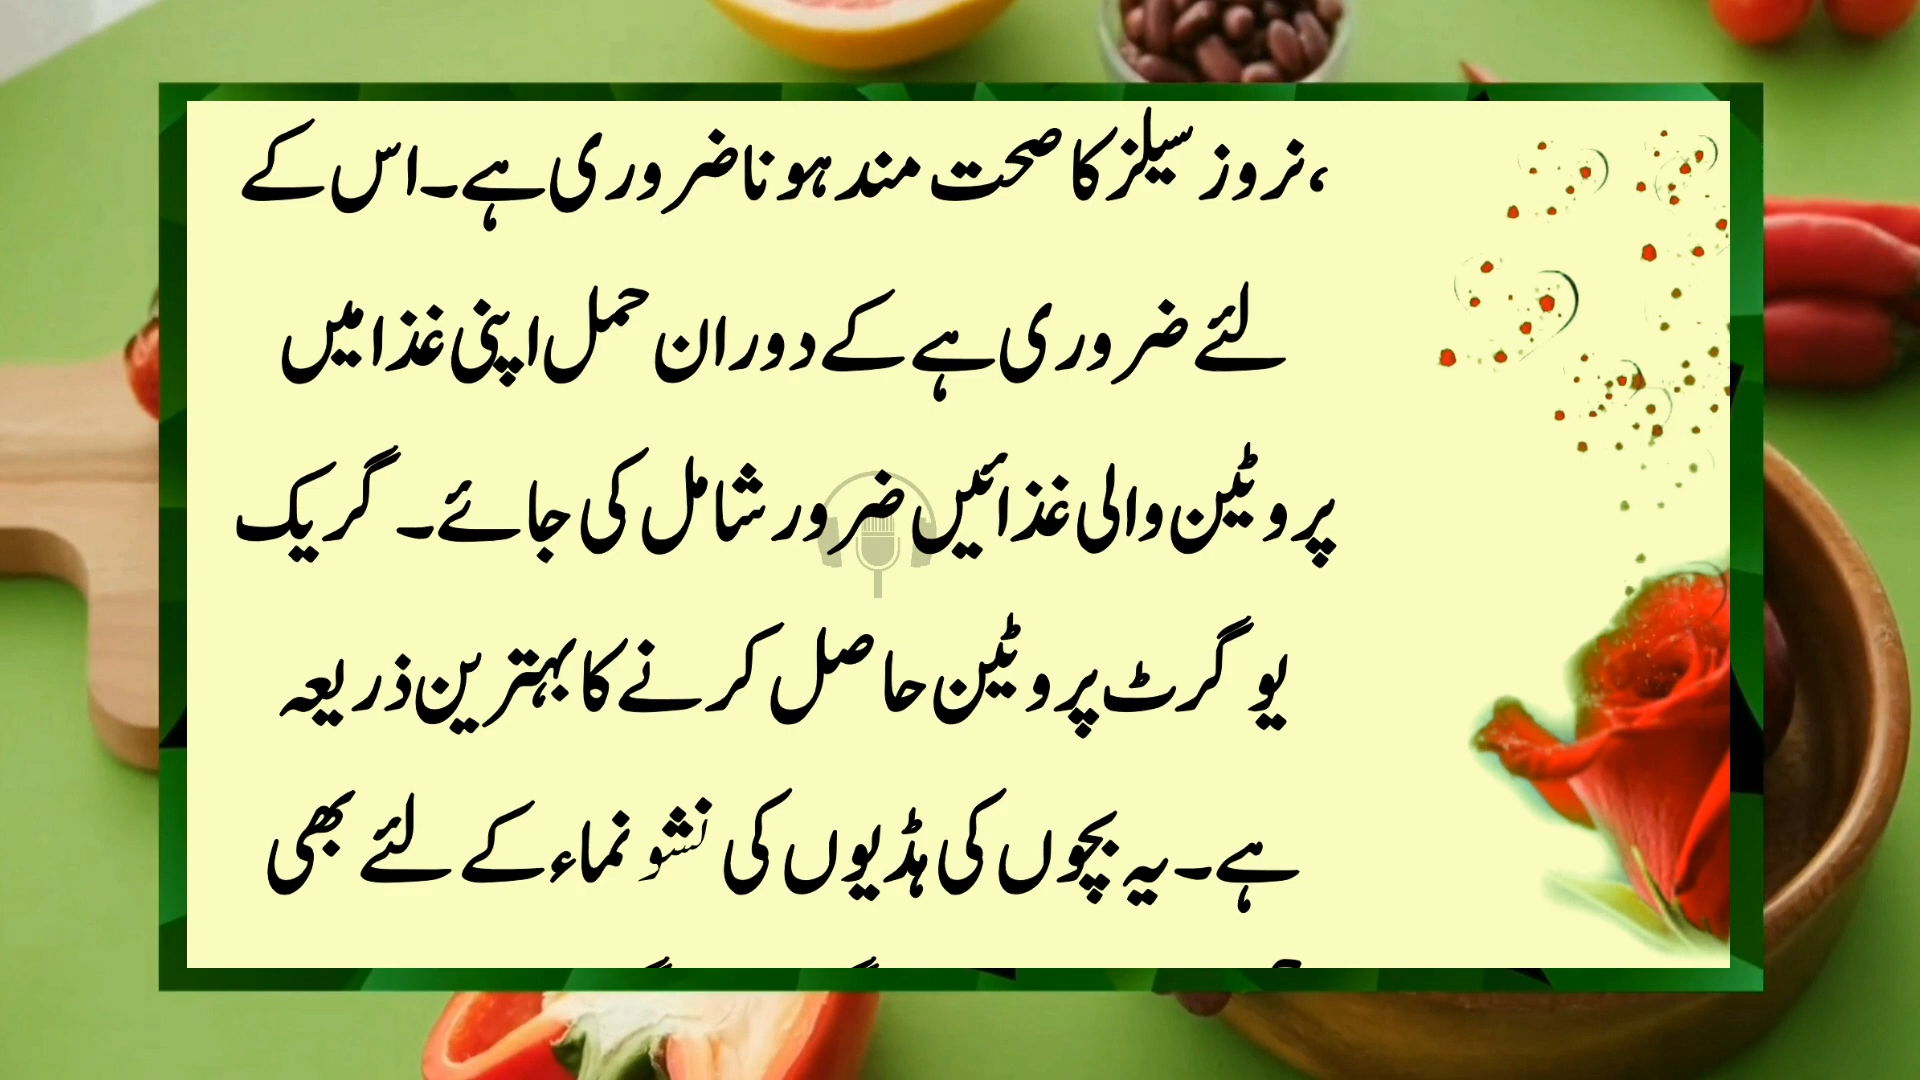 ،نروز سیلز کا صحت مند ہونا ضروری ہے۔ اس کے
لئے ضروری ہے کے دوران حمل اپنی غذا میں
پروٹین والی غذائیں ضرور شامل کی جائے۔ گریک
یوگرٹ پروٹین حاصل کرنے کا بہترین ذریعہ
ہے۔ یہ بچوں کی ہڈیوں کی نشو نماء کے لئے بھی